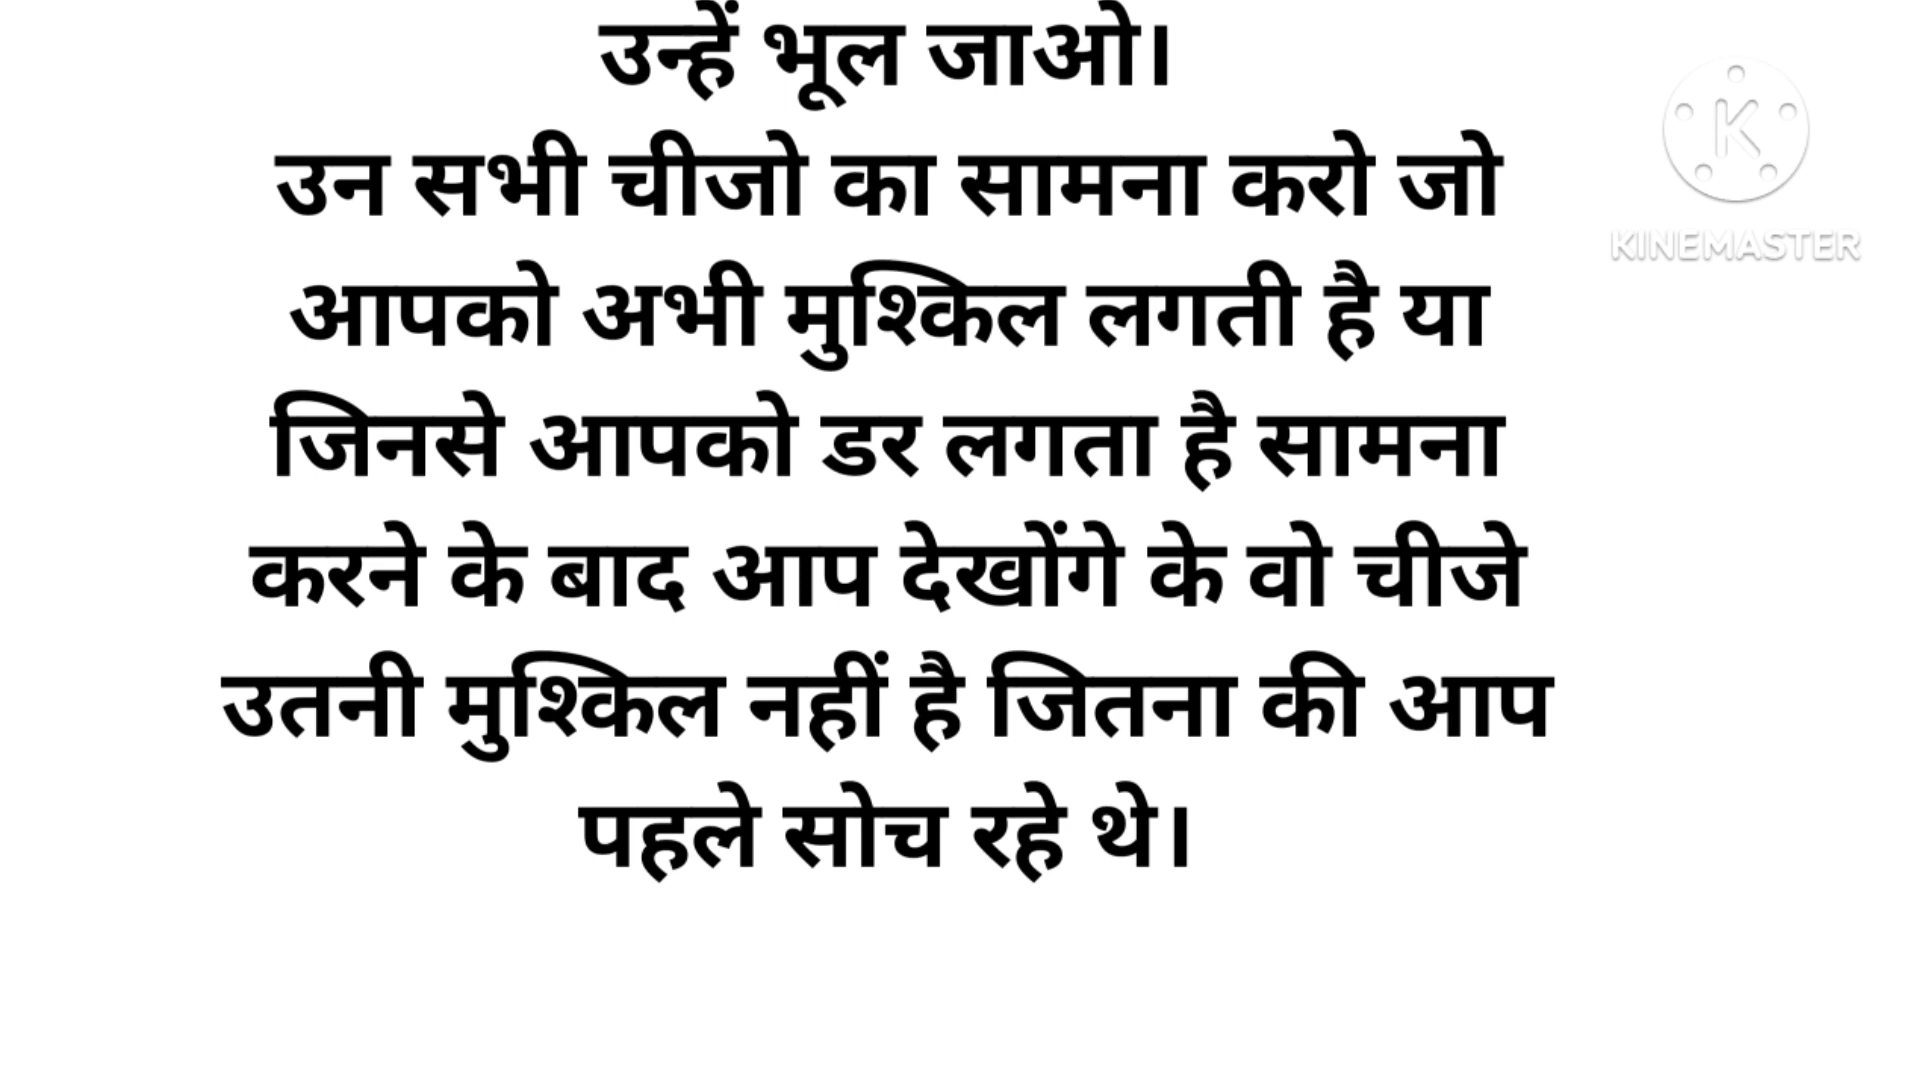 उन्हें भूल जाओ।
उन सभी चीजो का सामना करो जो
आपको अभी मुश्किल लगती है या
जिनसे आपको डर लगता है सामना
करने के बाद आप देखोंगे के वो चीजे
उतनी मुश्किल नहीं है जितना की आप
पहले सोच रहे थे।
K
KINEMASTER